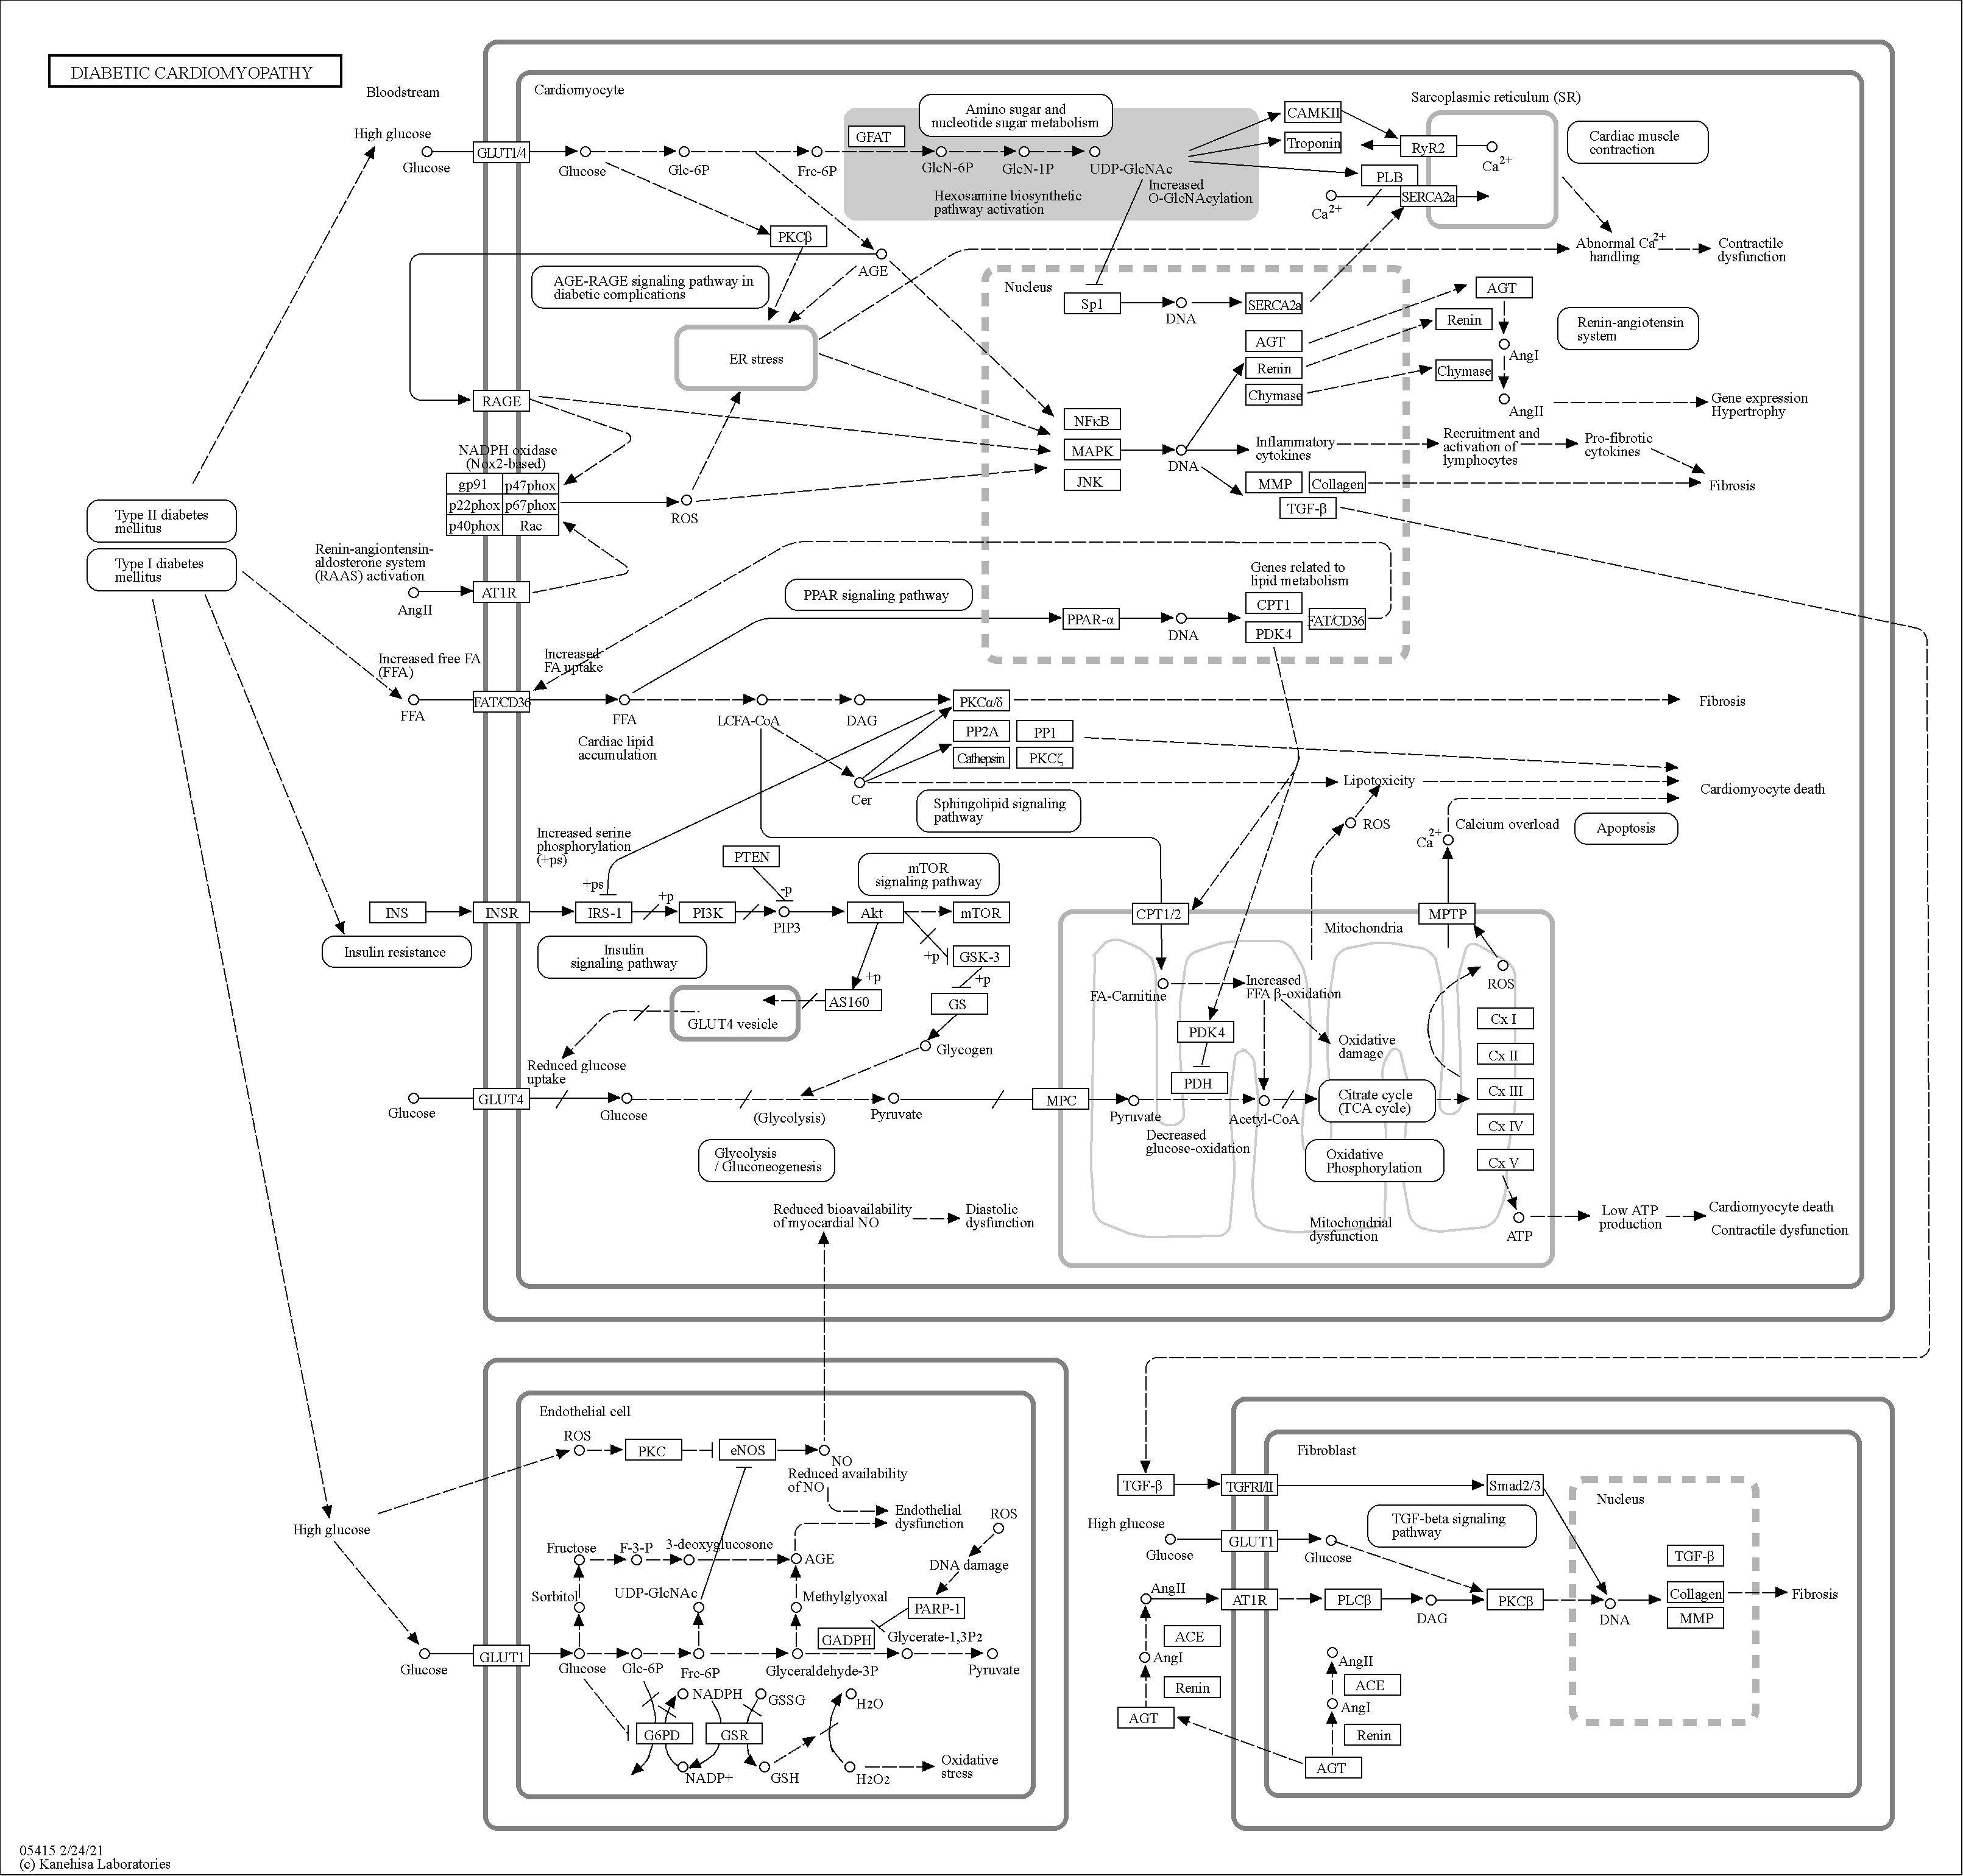 DIABETIC CARDIOMYOPATHY
Bloodstream
Cardiomyocyte
High glucose
Glucose
GLUT1/4
Glucose
Glc-6P
Frc-6P
GFAT
Amino sugar and
nucleotide sugar metabolism
GlcN-6P
GlcN-1P
UDP-GlcNAc
Increased
O-GlcNAcylation
Hexosamine biosynthetic
pathway activation
CAMKII
Troponin
PLB
RyR2
SERCA2a
Ca2+
Ca2+
Sarcoplasmic reticulum (SR)
Cardiac muscle
contraction
Abnormal Ca2+
handling
Contractile
dysfunction
PKCβ
AGE
AGE-RAGE signaling pathway in
diabetic complications
ER stress
Nucleus
Sp1
DNA
SERCA2a
AGT
Renin
Chymase
AGT
Renin
Chymase
AngI
AngII
Renin-angiotensin
system
Gene expression
Hypertrophy
RAGE
NFκB
MAPK
JNK
DNA
Inflammatory
cytokines
Recruitment and
activation of
lymphocytes
Pro-fibrotic
cytokines
MMP
Collagen
TGF-β
Fibrosis
NADPH oxidase
(Nox2-based)
gp91
p47phox
p22phox
p67phox
p40phox
Rac
ROS
Type II diabetes
mellitus
Type I diabetes
mellitus
Renin-angiontensin-
aldosterone system
(RAAS) activation
AngII
AT1R
PPAR signaling pathway
PPAR-α
DNA
Genes related to
lipid metabolism
CPT1
PDK4
FAT/CD36
Increased free FA
(FFA)
FFA
Increased
FA uptake
FAT/CD36
FFA
Cardiac lipid
accumulation
LCFA-CoA
DAG
PKCα/δ
PP2A
PP1
Cathepsin
PKCζ
Cer
Fibrosis
Sphingolipid signaling
pathway
Lipotoxicity
ROS
Cardiomyocyte death
Ca2+
Calcium overload
Apoptosis
Increased serine
phosphorylation
(+ps)
+ps
PTEN
-p
mTOR
signaling pathway
INS
INSR
IRS-1
+p
PI3K
PIP3
Akt
mTOR
+p
GSK-3
+p
+p
GS
AS160
Insulin resistance
Insulin
signaling pathway
GLUT4 vesicle
Glycogen
Reduced glucose
uptake
Glucose
GLUT4
Glucose
(Glycolysis)
Pyruvate
MPC
Glycolysis
/ Gluconeogenesis
CPT1/2
Mitochondria
MPTP
FA-Carnitine
Increased
FFA β-oxidation
ROS
PDK4
PDH
Oxidative
damage
Pyruvate
Acetyl-CoA
Decreased
glucose-oxidation
Citrate cycle
(TCA cycle)
Oxidative
Phosphorylation
Cx I
Cx II
Cx III
Cx IV
Cx V
ATP
Mitochondrial
dysfunction
Low ATP
production
Cardiomyocyte death
Contractile dysfunction
Reduced bioavailability
of myocardial NO
Diastolic
dysfunction
Endothelial cell
ROS
PKC
eNOS
NO
Reduced availability
of NO
Endothelial
dysfunction
ROS
DNA damage
PARP-1
High glucose
Fructose
F-3-P
3-deoxyglucosone
AGE
Sorbitol
UDP-GlcNAc
Methylglyoxal
GADPH
Glycerate-1,3P2
Glucose
GLUT1
Glucose
Glc-6P
Frc-6P
Glyceraldehyde-3P
Pyruvate
NADPH
GSSG
H2O
G6PD
GSR
NADP+
GSH
H2O2
Oxidative
stress
Fibroblast
TGF-β
TGFRI/II
Smad2/3
Nucleus
TGF-beta signaling
pathway
High glucose
Glucose
GLUT1
Glucose
AngII
AT1R
PLCβ
DAG
PKCβ
DNA
TGF-β
Collagen
MMP
Fibrosis
ACE
AngI
Renin
AGT
AngII
ACE
AngI
Renin
AGT
05415 2/24/21
(c) Kanehisa Laboratories